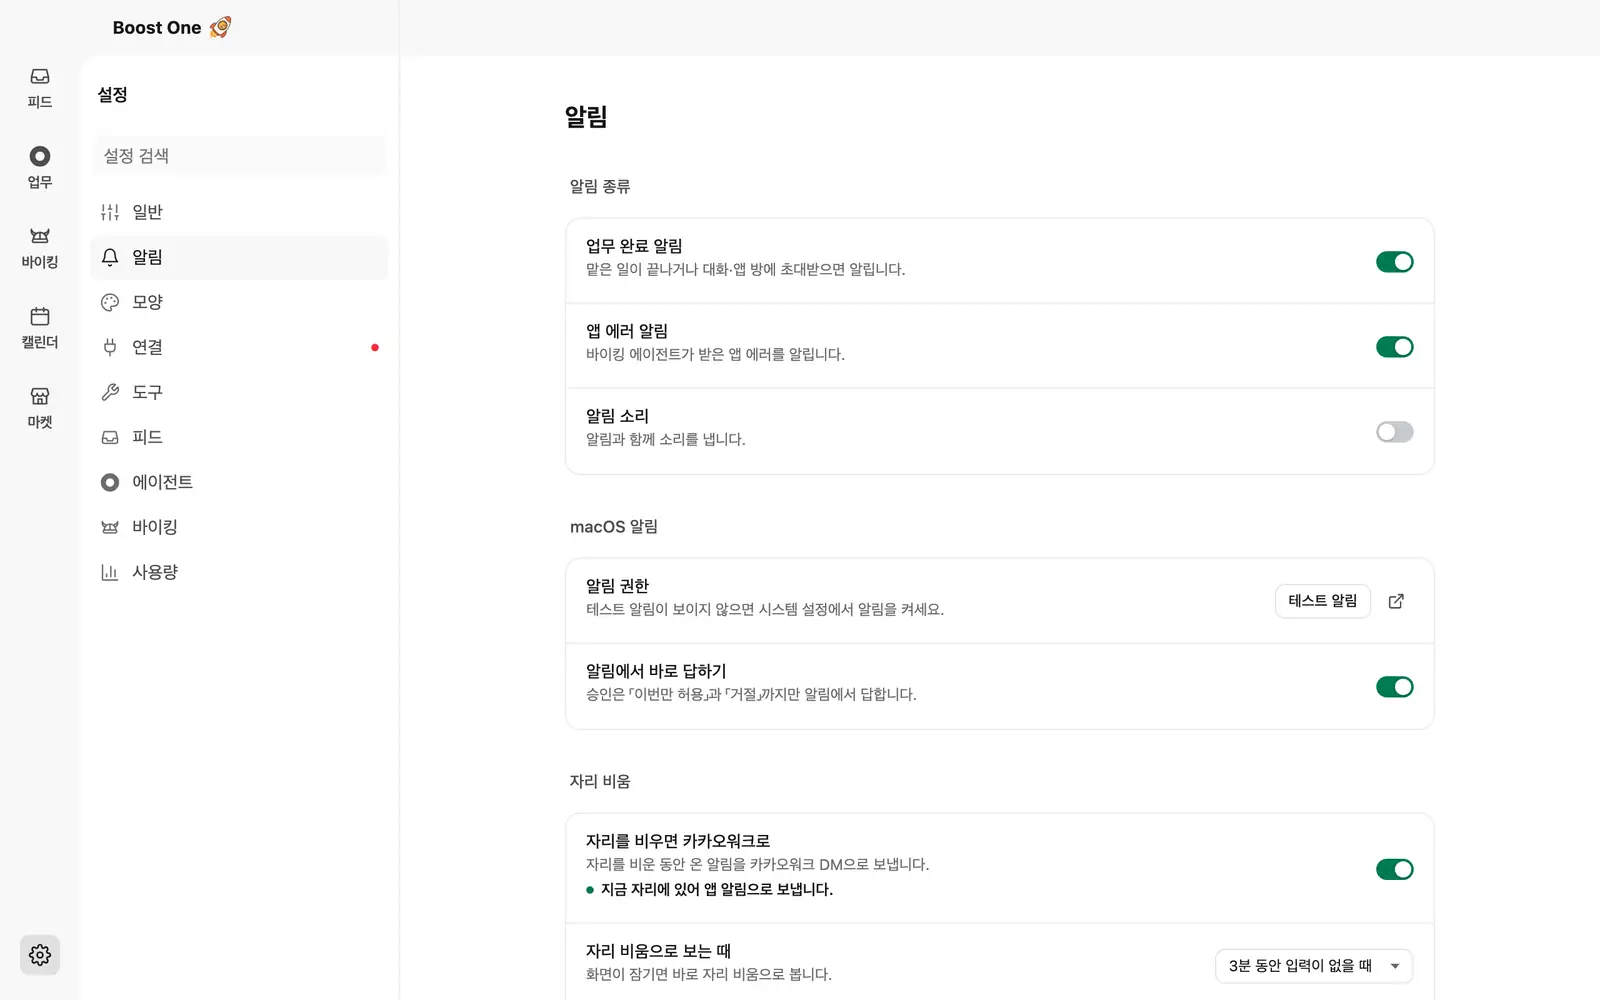 Boost One 🚀
피드
업무
바이킹
캘린더
마켓
설정
설정 검색
일반
알림
모양
연결
도구
피드
에이전트
바이킹
사용량
알림
알림 종류
업무 완료 알림
맡은 일이 끝나거나 대화·앱 방에 초대받으면 알립니다.
앱 에러 알림
바이킹 에이전트가 받은 앱 에러를 알립니다.
알림 소리
알림과 함께 소리를 냅니다.
macOS 알림
알림 권한
테스트 알림이 보이지 않으면 시스템 설정에서 알림을 켜세요.
테스트 알림
알림에서 바로 답하기
승인은 「이번만 허용」과 「거절」까지만 알림에서 답합니다.
자리 비움
자리를 비우면 카카오워크로
자리를 비운 동안 온 알림을 카카오워크 DM으로 보냅니다.
지금 자리에 있어 앱 알림으로 보냅니다.
자리 비움으로 보는 때
화면이 잠기면 바로 자리 비움으로 봅니다.
3분 동안 입력이 없을 때